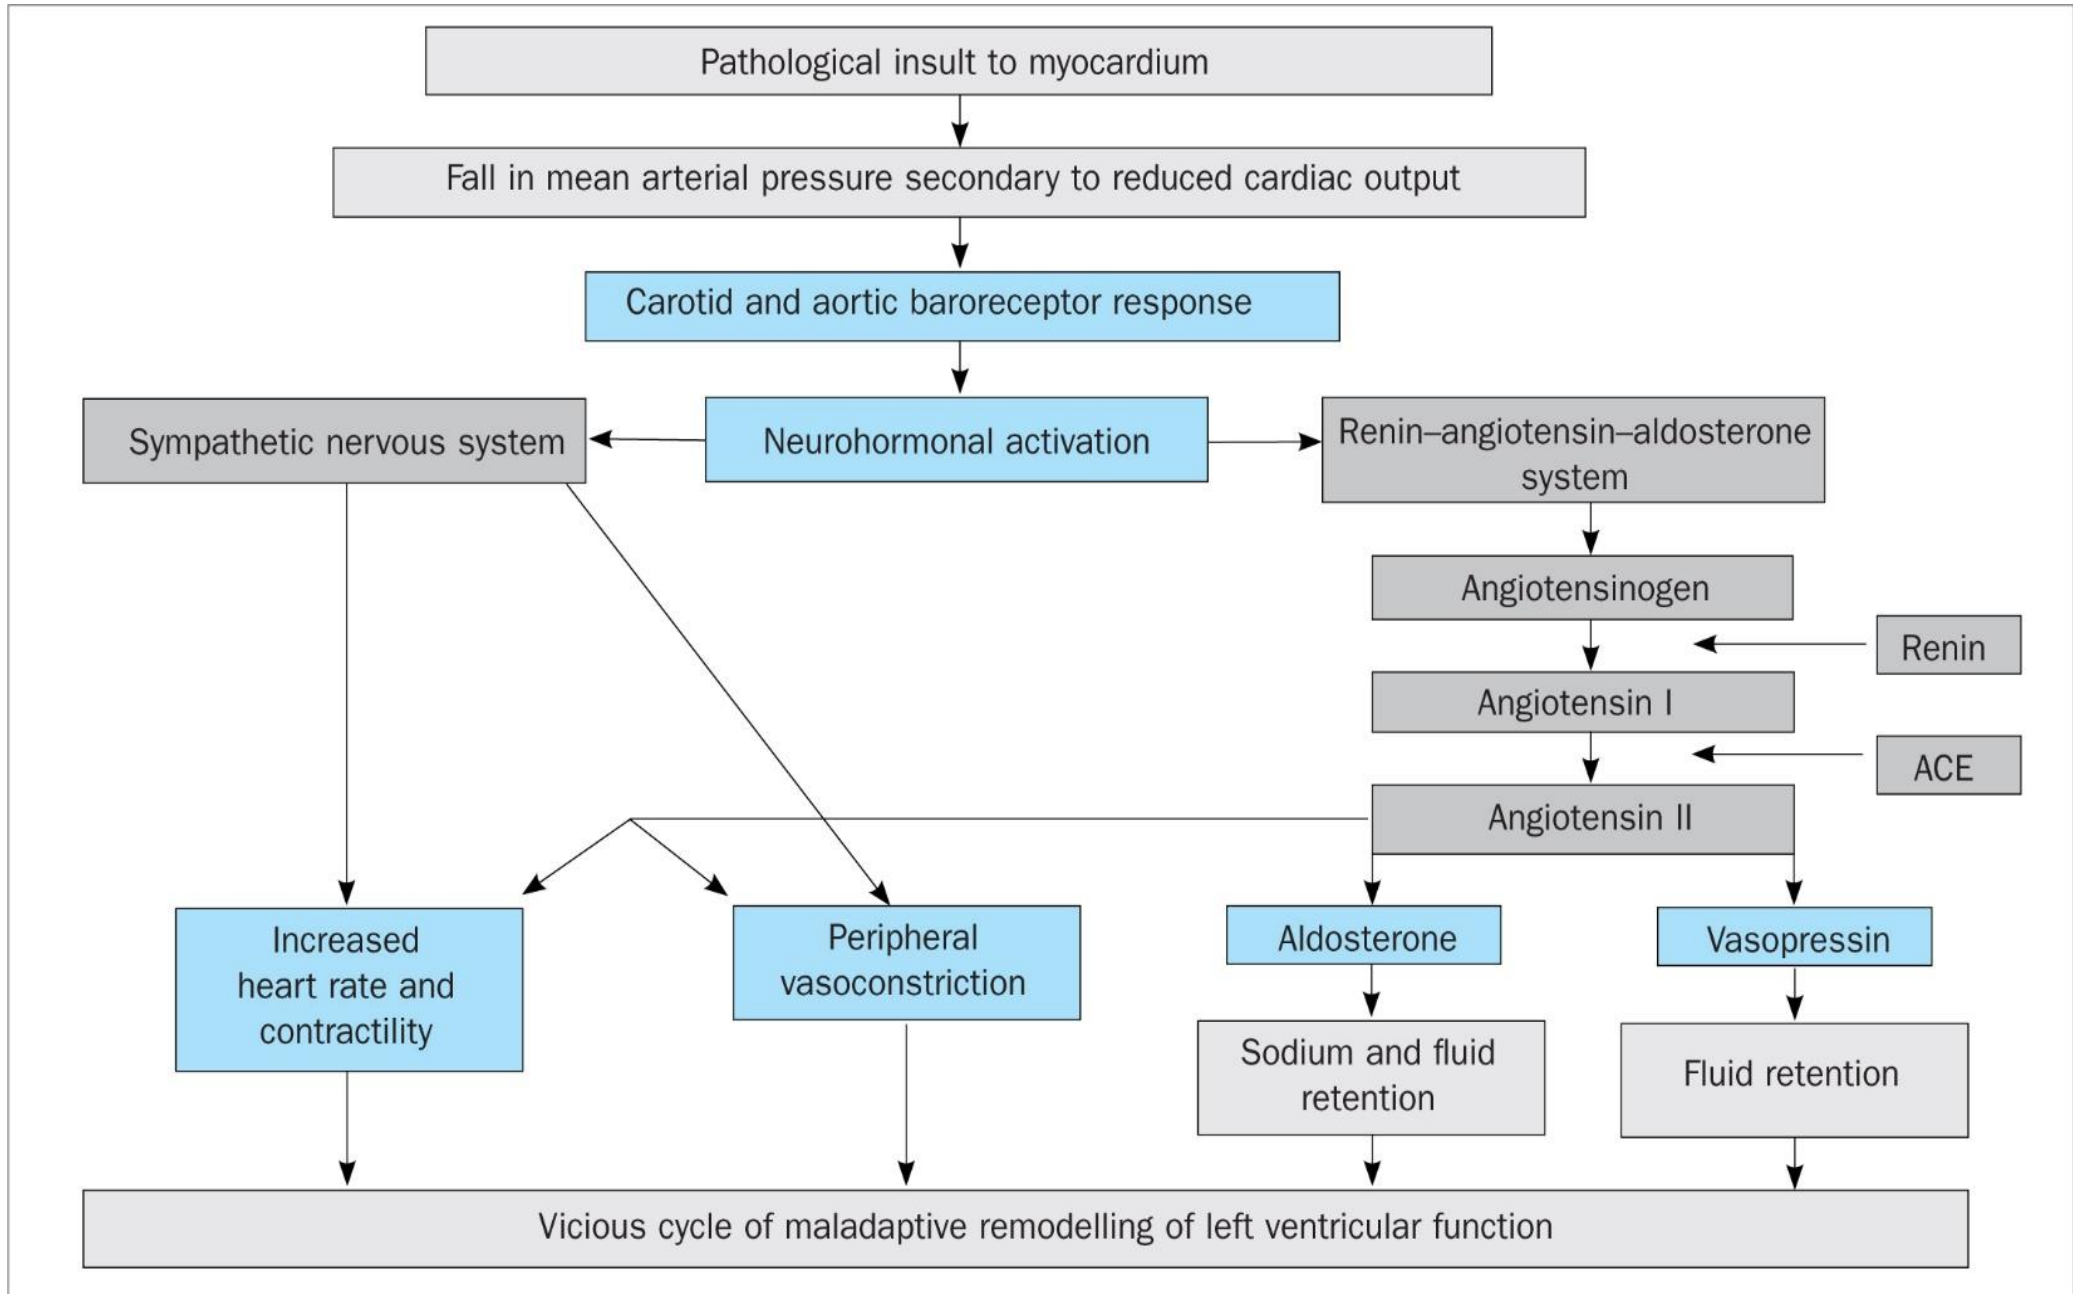 Pathological insult to myocardium
Fall in mean arterial pressure secondary to reduced cardiac output
Carotid and aortic baroreceptor response
Sympathetic nervous system
Neurohormonal activation
Renin–angiotensin–aldosterone
system
Angiotensinogen
Renin
Angiotensin I
ACE
Angiotensin II
Increased
heart rate and
contractility
Peripheral
vasoconstriction
Aldosterone
Vasopressin
Sodium and fluid
retention
Fluid retention
Vicious cycle of maladaptive remodelling of left ventricular function